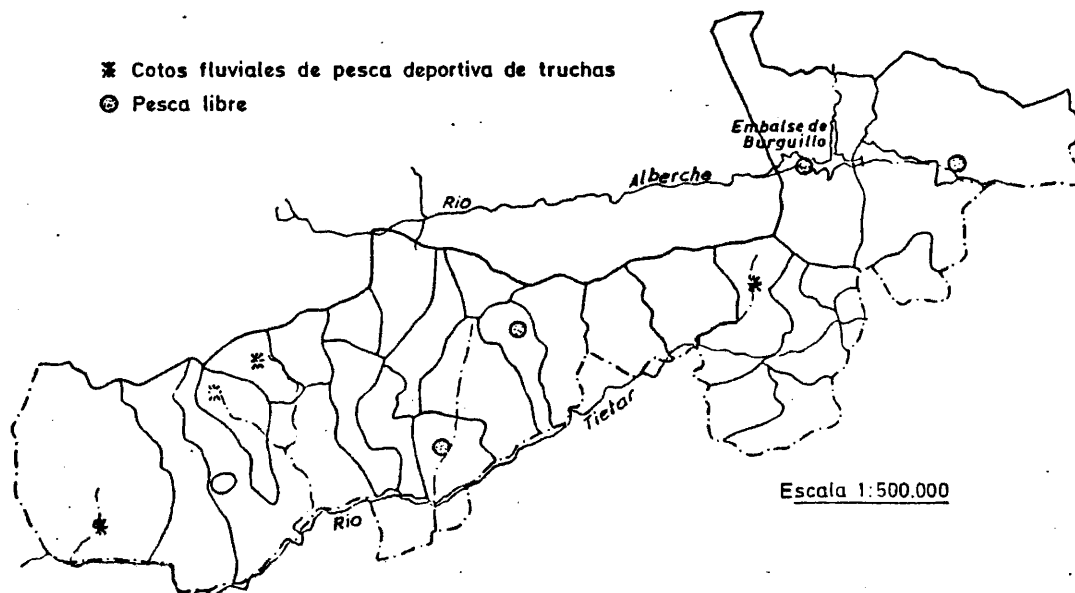 Cotos fluviales de pesca deportiva de truchas
Pesca libre
Embalse de
Burguillo
Rio Alberche
Rio Tietar
Escala 1:500.000